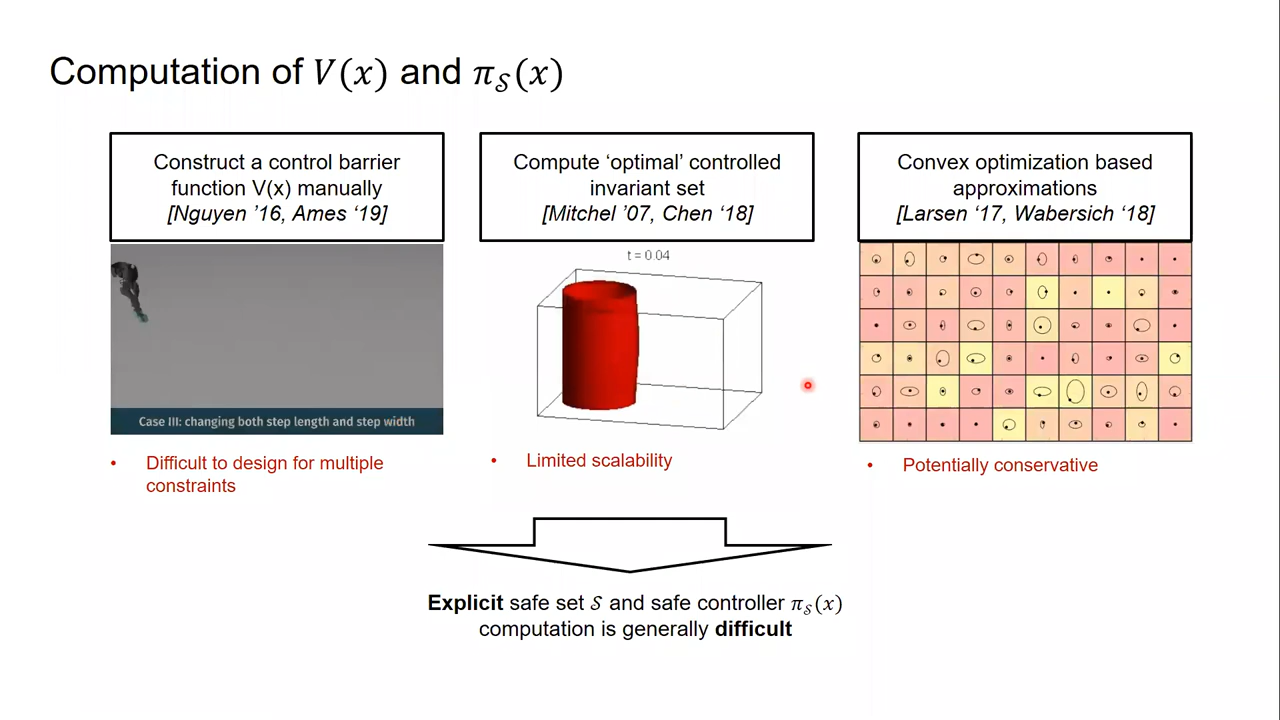 Computation of V(x) and π_𝒮(x)
Construct a control barrier
function V(x) manually
[Nguyen ’16, Ames ‘19]
Compute ‘optimal’ controlled
invariant set
[Mitchel ’07, Chen ‘18]
Convex optimization based
approximations
[Larsen ‘17, Wabersich ‘18]
t = 0.04
Case III: changing both step length and step width
• Difficult to design for multiple
constraints
• Limited scalability
• Potentially conservative
Explicit safe set 𝒮 and safe controller π_𝒮(x)
computation is generally difficult